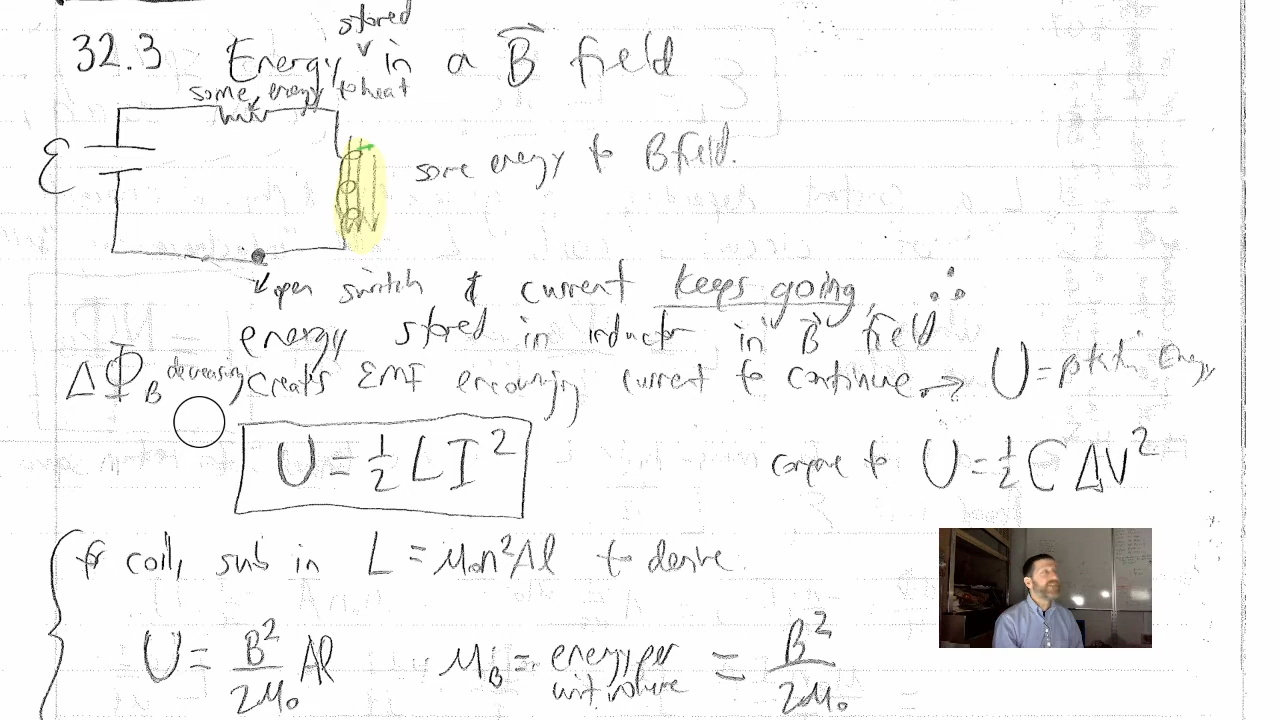 stored
32.3 Energy in a B⃗ field
some energy to heat
ℰ
some energy to B field.
open switch & current keeps going, ∴
energy stored in inductor in B⃗ field
ΔΦ_B decreasing, creates EMF encouraging current to continue → U = potential Energy
U = ½ L I²
compare to U = ½ C ΔV²
for coil, sub in L = μ₀n²Al to derive
U = B²/2μ₀ Al
μ_B = energy per unit volume = B²/2μ₀